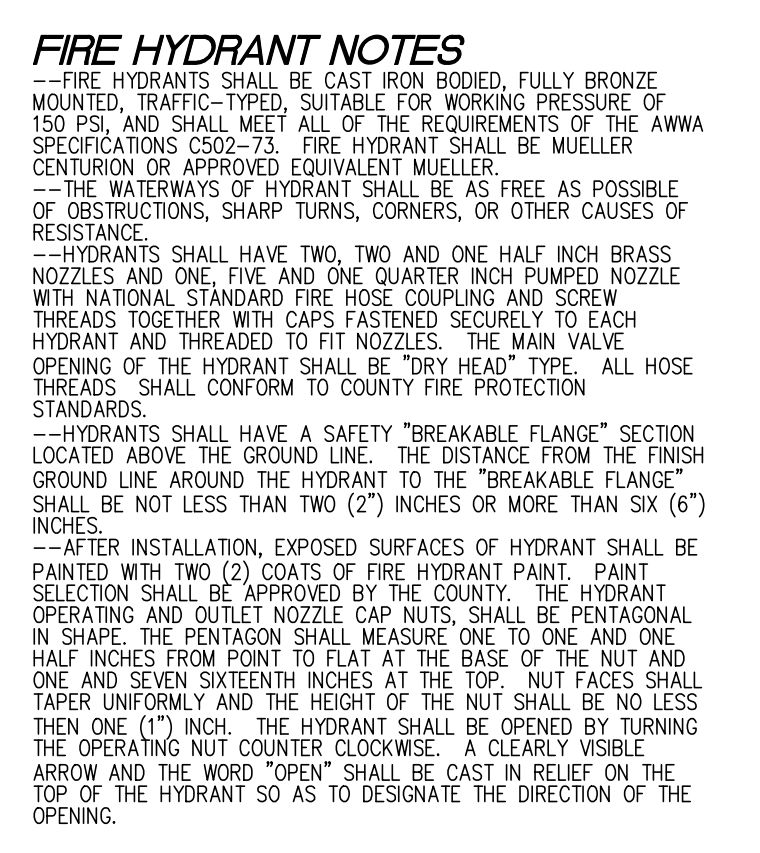 FIRE HYDRANT NOTES
--FIRE HYDRANTS SHALL BE CAST IRON BODIED, FULLY BRONZE
MOUNTED, TRAFFIC-TYPED, SUITABLE FOR WORKING PRESSURE OF
150 PSI, AND SHALL MEET ALL OF THE REQUIREMENTS OF THE AWWA
SPECIFICATIONS C502-73.  FIRE HYDRANT SHALL BE MUELLER
CENTURION OR APPROVED EQUIVALENT MUELLER.
--THE WATERWAYS OF HYDRANT SHALL BE AS FREE AS POSSIBLE
OF OBSTRUCTIONS, SHARP TURNS, CORNERS, OR OTHER CAUSES OF
RESISTANCE.
--HYDRANTS SHALL HAVE TWO, TWO AND ONE HALF INCH BRASS
NOZZLES AND ONE, FIVE AND ONE QUARTER INCH PUMPED NOZZLE
WITH NATIONAL STANDARD FIRE HOSE COUPLING AND SCREW
THREADS TOGETHER WITH CAPS FASTENED SECURELY TO EACH
HYDRANT AND THREADED TO FIT NOZZLES.  THE MAIN VALVE
OPENING OF THE HYDRANT SHALL BE "DRY HEAD" TYPE.  ALL HOSE
THREADS  SHALL CONFORM TO COUNTY FIRE PROTECTION
STANDARDS.
--HYDRANTS SHALL HAVE A SAFETY "BREAKABLE FLANGE" SECTION
LOCATED ABOVE THE GROUND LINE.  THE DISTANCE FROM THE FINISH
GROUND LINE AROUND THE HYDRANT TO THE "BREAKABLE FLANGE"
SHALL BE NOT LESS THAN TWO (2") INCHES OR MORE THAN SIX (6")
INCHES.
--AFTER INSTALLATION, EXPOSED SURFACES OF HYDRANT SHALL BE
PAINTED WITH TWO (2) COATS OF FIRE HYDRANT PAINT.  PAINT
SELECTION SHALL BE APPROVED BY THE COUNTY.  THE HYDRANT
OPERATING AND OUTLET NOZZLE CAP NUTS, SHALL BE PENTAGONAL
IN SHAPE. THE PENTAGON SHALL MEASURE ONE TO ONE AND ONE
HALF INCHES FROM POINT TO FLAT AT THE BASE OF THE NUT AND
ONE AND SEVEN SIXTEENTH INCHES AT THE TOP.  NUT FACES SHALL
TAPER UNIFORMLY AND THE HEIGHT OF THE NUT SHALL BE NO LESS
THEN ONE (1") INCH.  THE HYDRANT SHALL BE OPENED BY TURNING
THE OPERATING NUT COUNTER CLOCKWISE.  A CLEARLY VISIBLE
ARROW AND THE WORD "OPEN" SHALL BE CAST IN RELIEF ON THE
TOP OF THE HYDRANT SO AS TO DESIGNATE THE DIRECTION OF THE
OPENING.